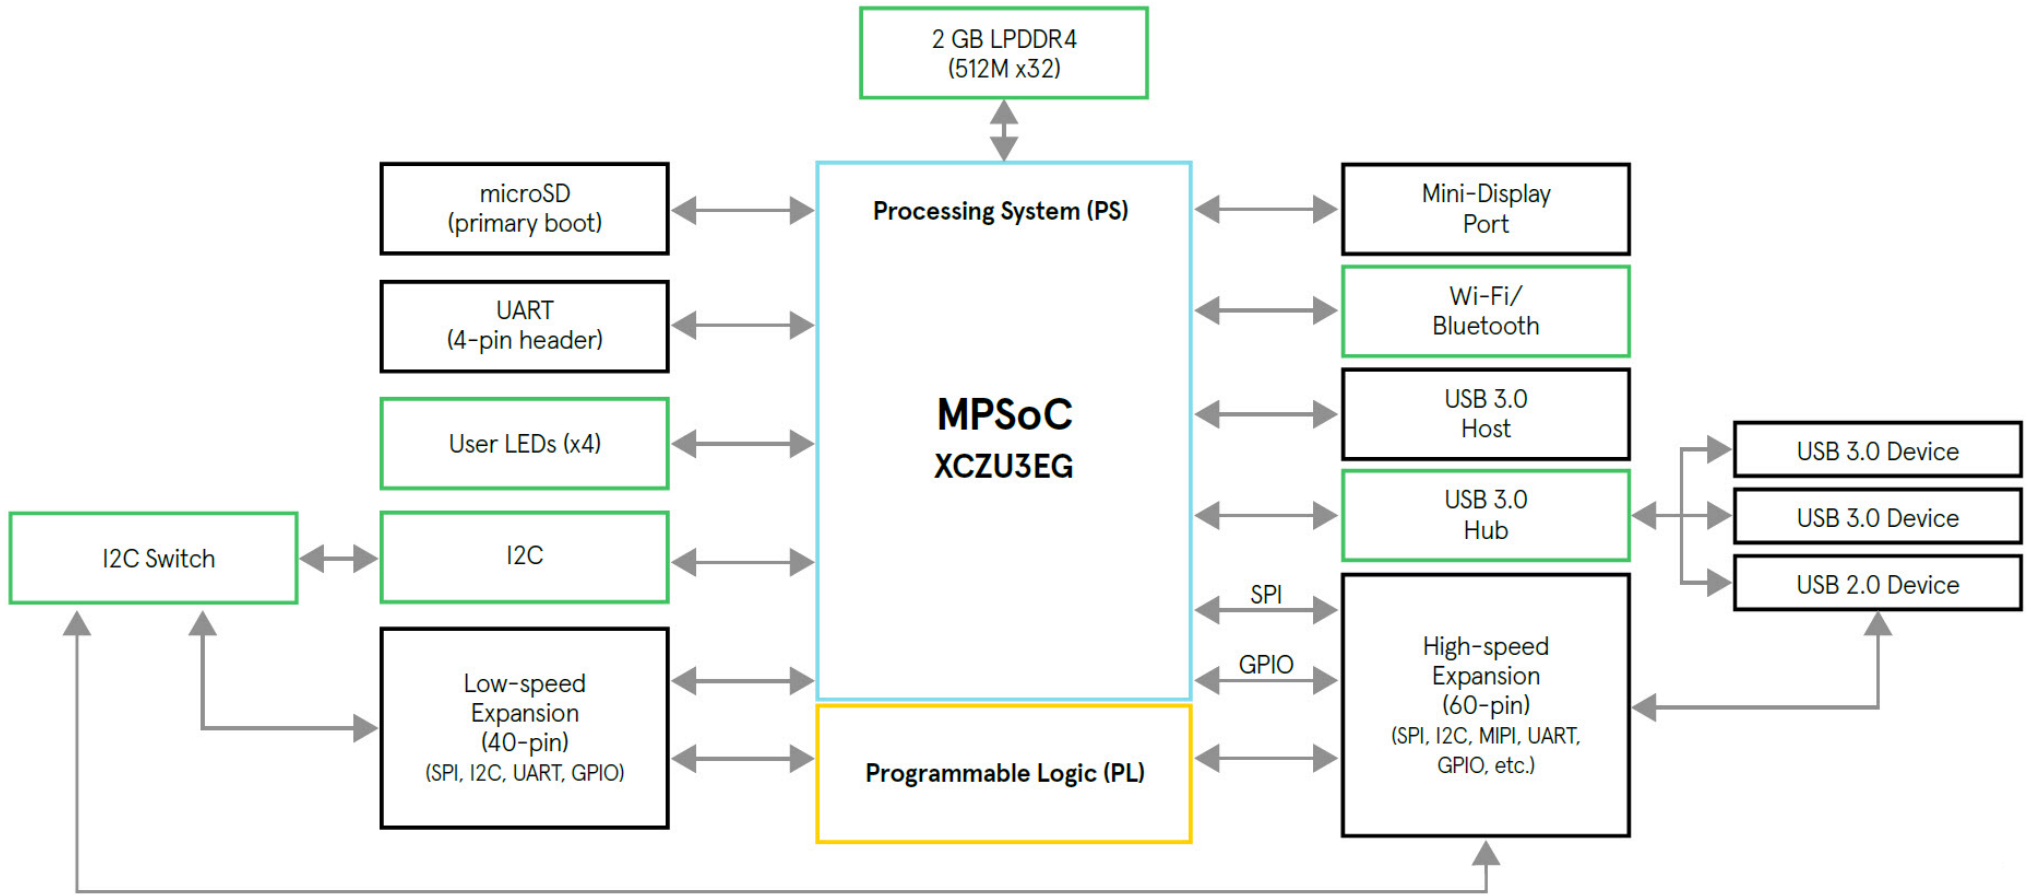 2 GB LPDDR4
(512M x32)
microSD
(primary boot)
Processing System (PS)
Mini-Display
Port
UART
(4-pin header)
Wi-Fi/
Bluetooth
User LEDs (x4)
MPSoC
XCZU3EG
USB 3.0
Host
USB 3.0
Hub
USB 3.0 Device
USB 3.0 Device
USB 2.0 Device
I2C Switch
I2C
SPI
GPIO
Low-speed
Expansion
(40-pin)
(SPI, I2C, UART, GPIO)
High-speed
Expansion
(60-pin)
(SPI, I2C, MIPI, UART,
GPIO, etc.)
Programmable Logic (PL)